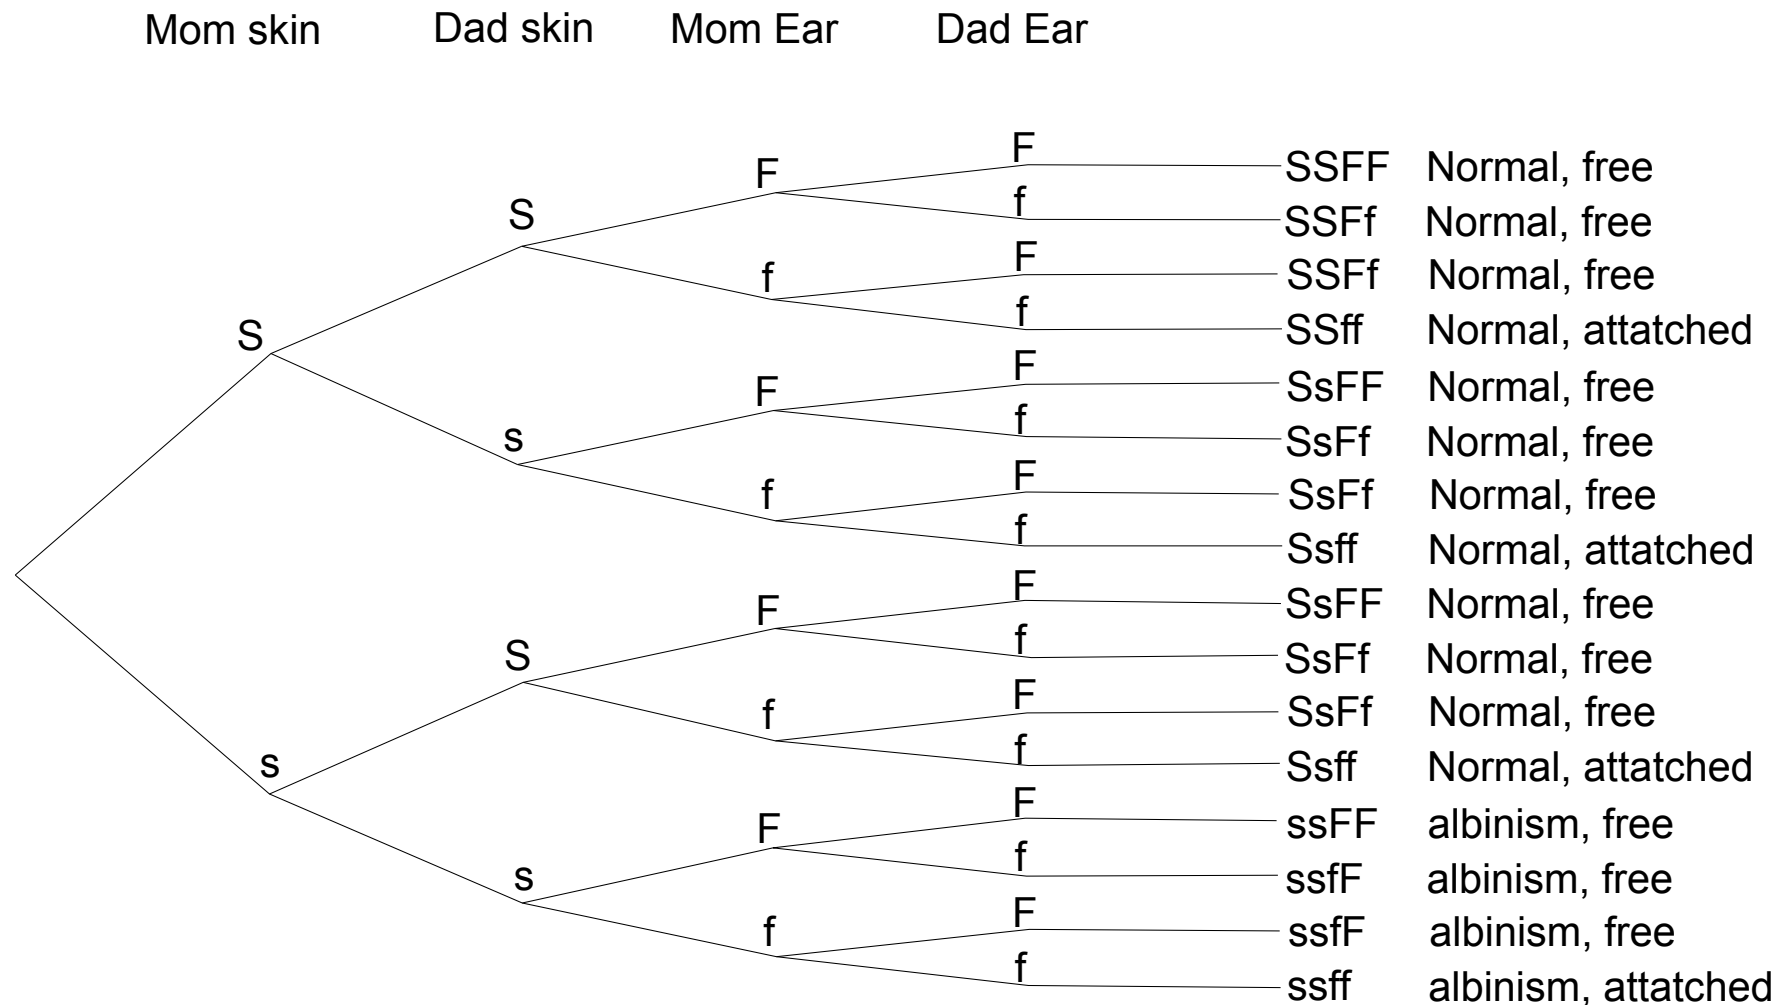 Mom skin Dad skin Mom Ear Dad Ear
F
F SSFF Normal, free
S f SSFf Normal, free
F
f SSFf Normal, free
f
S SSff Normal, attatched
F
F SsFF Normal, free
s f SsFf Normal, free
F
f SsFf Normal, free
f
Ssff Normal, attatched
F
F SsFF Normal, free
S f SsFf Normal, free
F
f SsFf Normal, free
f
s Ssff Normal, attatched
F
F ssFF albinism, free
s f ssfF albinism, free
F
f ssfF albinism, free
f
ssff albinism, attatched